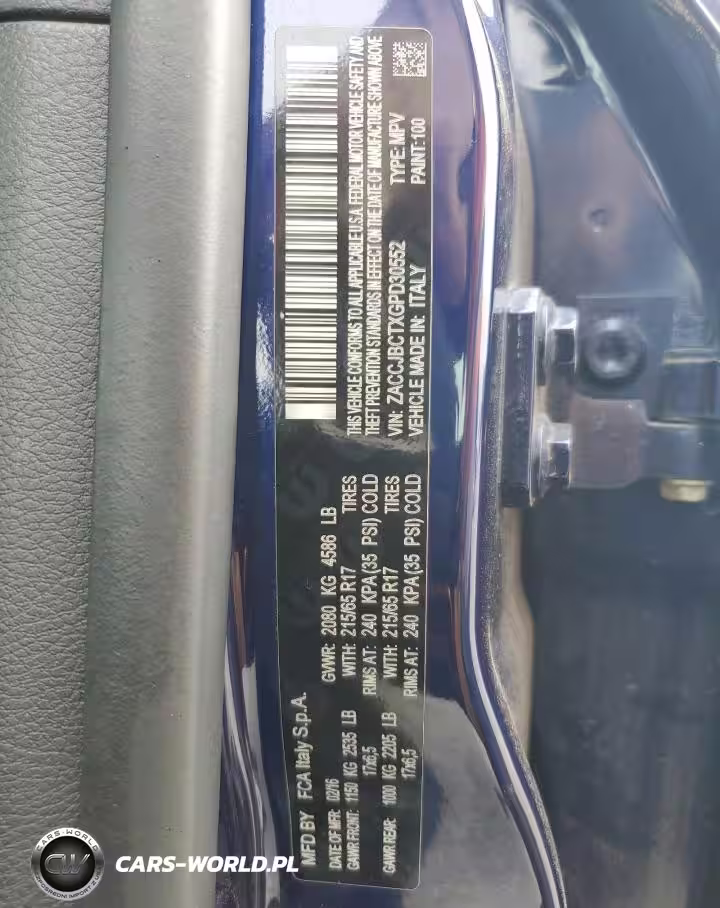 MFD BY FCA Italy S.p.A.
DATE OF MFR: 02/16
GVWR: 2080 KG 4586 LB
GAWR FRONT: 1150 KG 2535 LB
WITH: 215/65 R17 TIRES
17x6,5
RIMS AT: 240 KPA(35 PSI) COLD
GAWR REAR: 1000 KG 2205 LB
WITH: 215/65 R17 TIRES
17x6,5
RIMS AT: 240 KPA(35 PSI) COLD
THIS VEHICLE CONFORMS TO ALL APPLICABLE U.S.A. FEDERAL MOTOR VEHICLE SAFETY AND
THEFT PREVENTION STANDARDS IN EFFECT ON THE DATE OF MANUFACTURE SHOWN ABOVE
VIN: ZACCJBCTXGPD30552 TYPE: MPV
VEHICLE MADE IN: ITALY PAINT:100
CARS-WORLD
CW
CARS-WORLD.PL